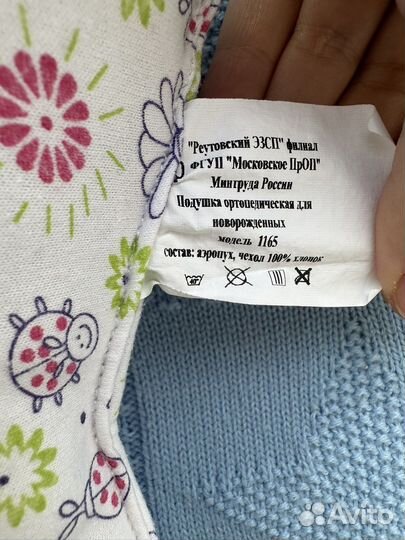 "Реутовский ЭЗСП" филиал
ФГУП "Московское ПрОП"
Минтруда России
Подушка ортопедическая для
новорожденных
модель 1165
состав: аэропух, чехол 100% хлопок
Avito